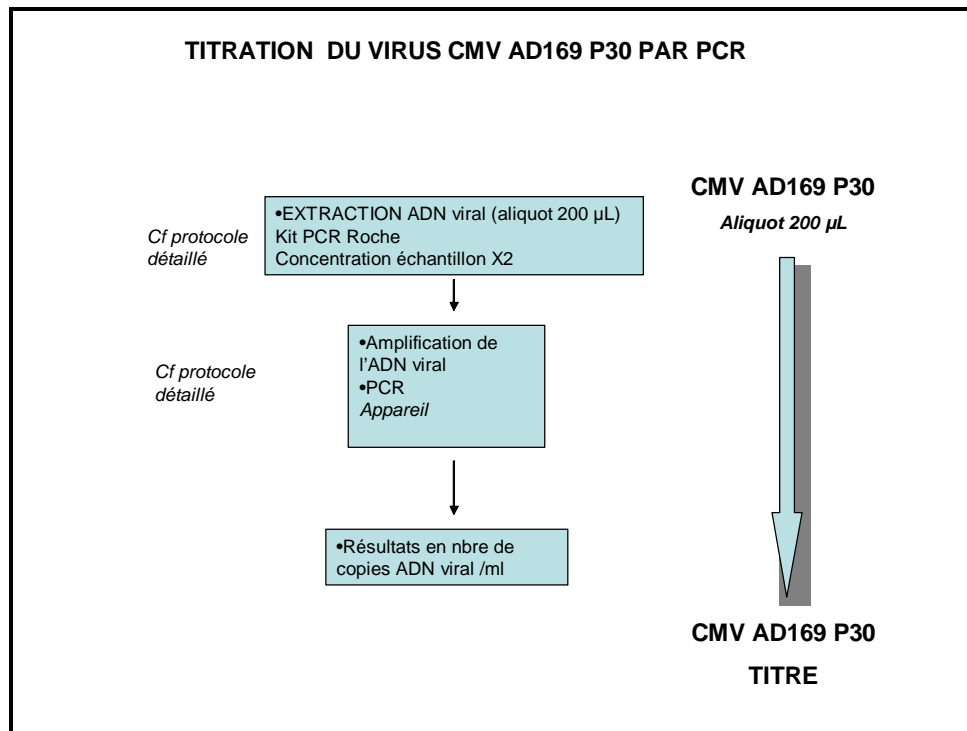 TITRATION DU VIRUS CMV AD169 P30 PAR PCR
CMV AD169 P30
Aliquot 200 µL
Cf protocole
détaillé
•EXTRACTION ADN viral (aliquot 200 µL)
Kit PCR Roche
Concentration échantillon X2
Cf protocole
détaillé
•Amplification de
l'ADN viral
•PCR
Appareil
•Résultats en nbre de
copies ADN viral /ml
CMV AD169 P30
TITRE